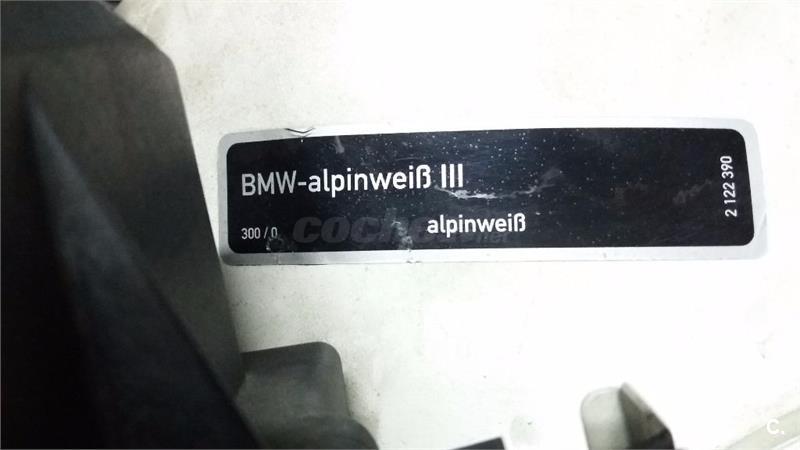 BMW-alpinweiß III
300 / 0
alpinweiß
2 122 390
c.